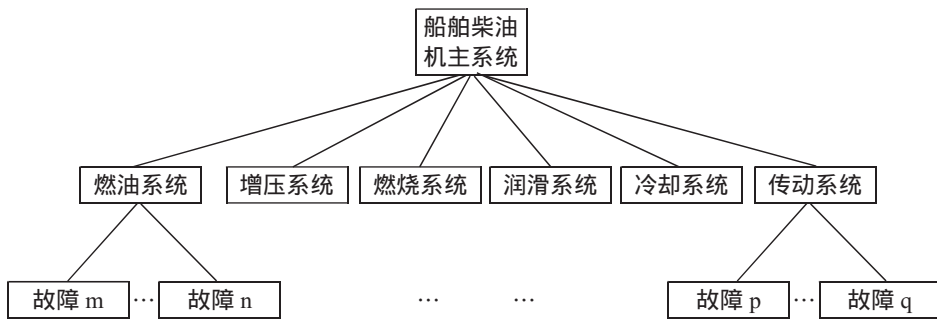 船舶柴油
机主系统
燃油系统
增压系统
燃烧系统
润滑系统
冷却系统
传动系统
故障 m
…
故障 n
…
…
故障 p
…
故障 q